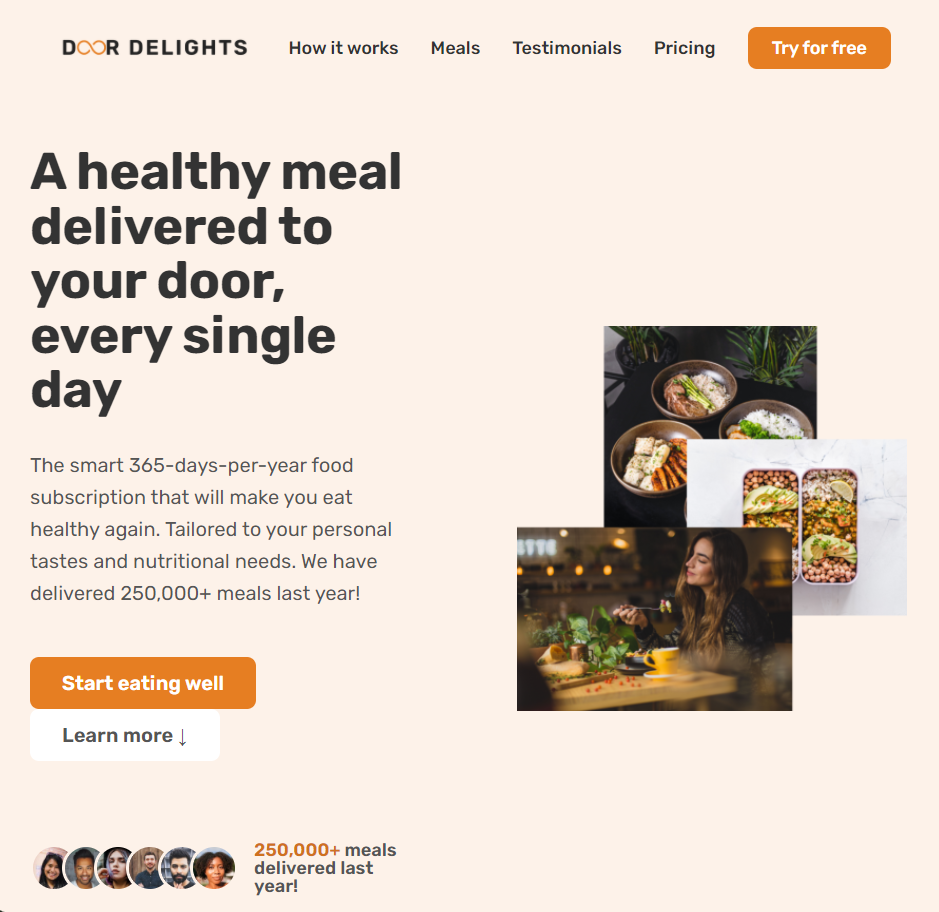 DOOR DELIGHTS
How it works
Meals
Testimonials
Pricing
Try for free
A healthy meal
delivered to
your door,
every single
day
The smart 365-days-per-year food
subscription that will make you eat
healthy again. Tailored to your personal
tastes and nutritional needs. We have
delivered 250,000+ meals last year!
Start eating well
Learn more ↓
250,000+ meals
delivered last
year!